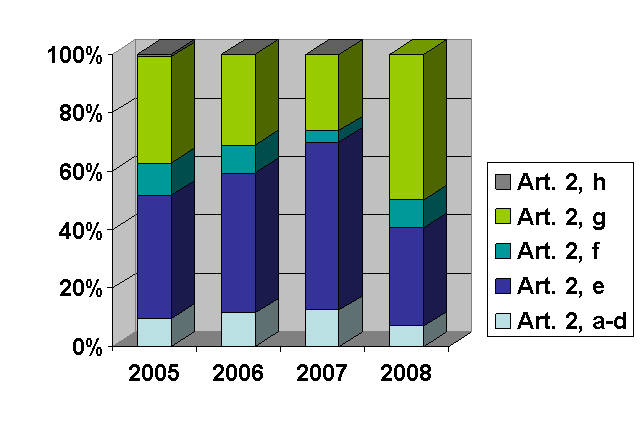 100%
80%
60%
40%
20%
0%
2005 2006 2007 2008
Art. 2, h
Art. 2, g
Art. 2, f
Art. 2, e
Art. 2, a-d